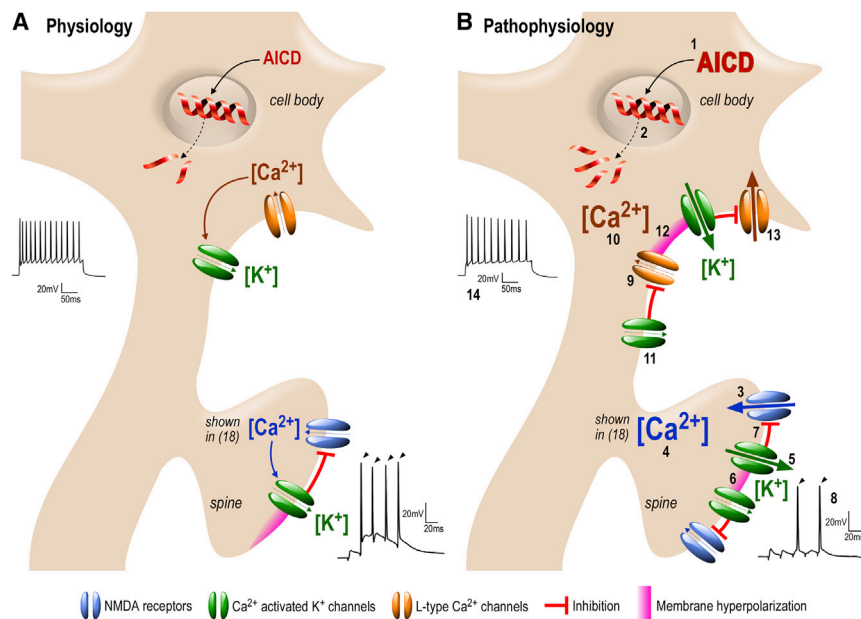 A Physiology
AICD
cell body
[Ca2+]
[K+]
20mV
50ms
shown
in (18)
[Ca2+]
spine
[K+]
20mV
20ms
B Pathophysiology
1
AICD
cell body
2
[Ca2+]
10
12
13
[K+]
9
11
20mV
50ms
14
shown
in (18)
[Ca2+]
4
3
7
5
[K+]
6
spine
8
20mV
20ms
NMDA receptors
Ca2+ activated K+ channels
L-type Ca2+ channels
Inhibition
Membrane hyperpolarization